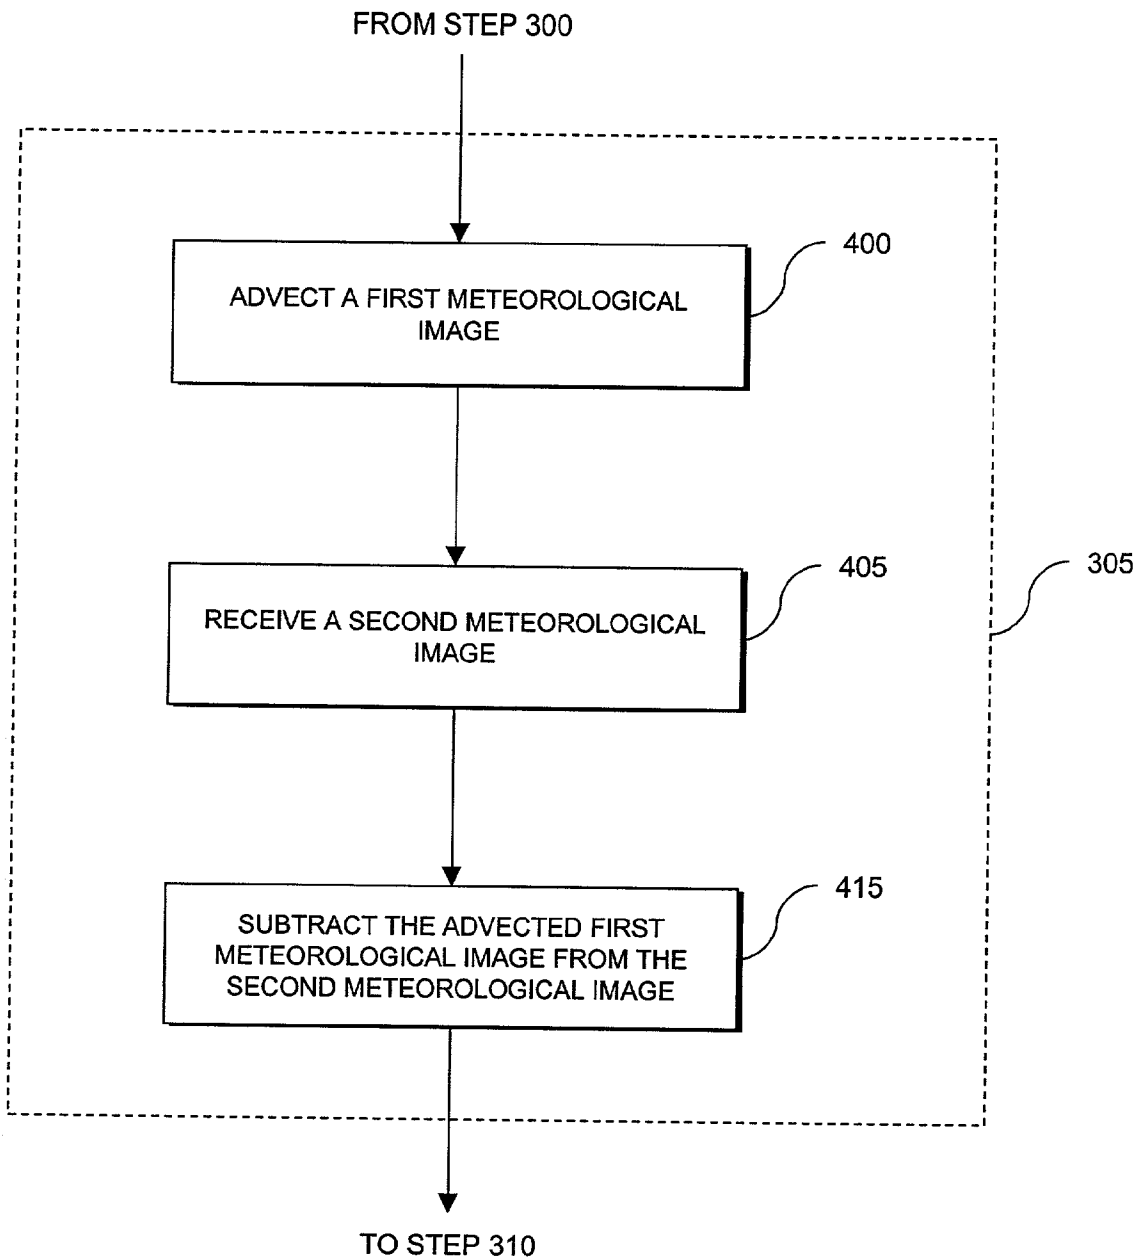 FROM STEP 300
400
ADVECT A FIRST METEOROLOGICAL
IMAGE
405
305
RECEIVE A SECOND METEOROLOGICAL
IMAGE
415
SUBTRACT THE ADVECTED FIRST
METEOROLOGICAL IMAGE FROM THE
SECOND METEOROLOGICAL IMAGE
TO STEP 310